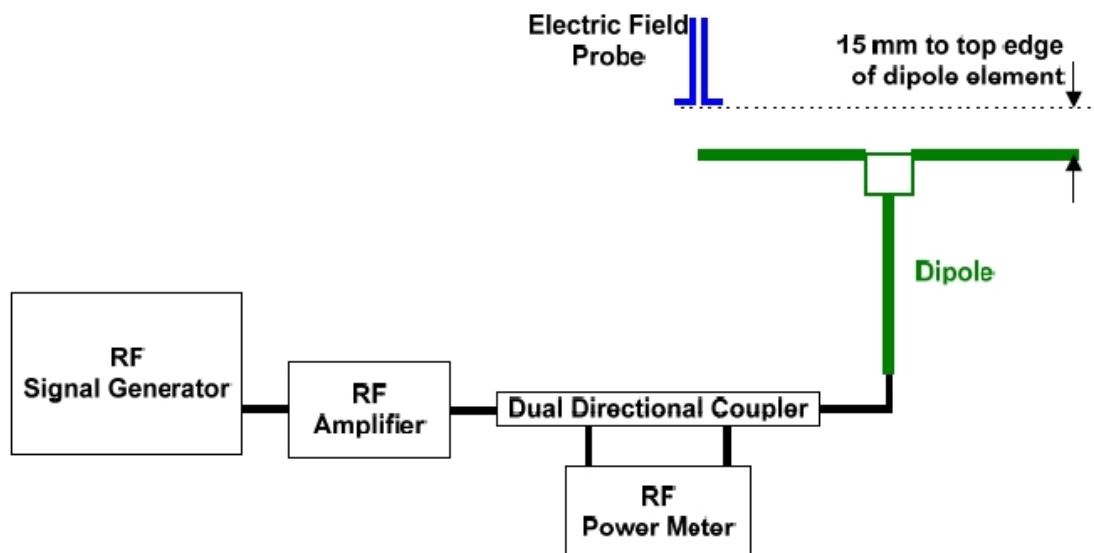 Electric Field
Probe
15 mm to top edge
of dipole element
Dipole
RF
Signal Generator
RF
Amplifier
Dual Directional Coupler
RF
Power Meter